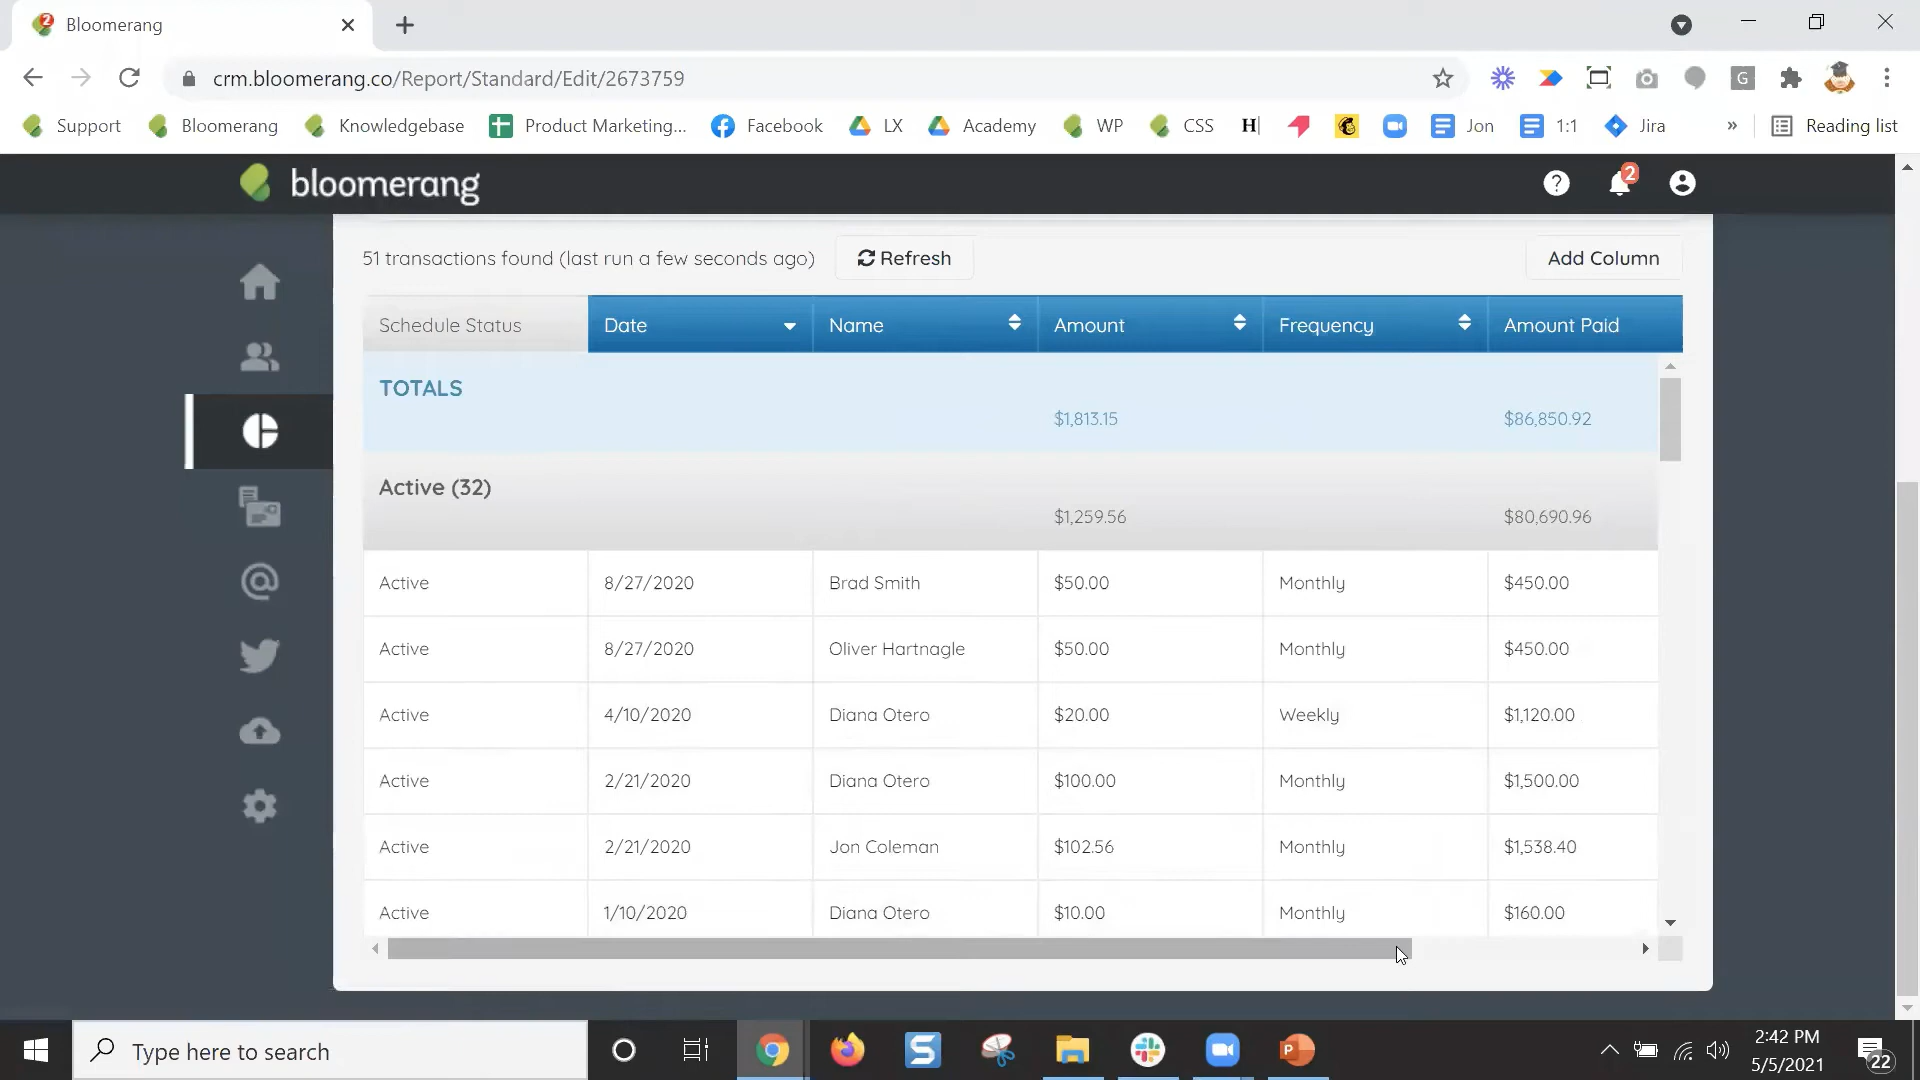 Bloomerang
crm.bloomerang.co/Report/Standard/Edit/2673759
G
Support Bloomerang Knowledgebase Product Marketing... Facebook LX Academy WP CSS H Jon 1:1 Jira » Reading list
bloomerang
? 2
51 transactions found (last run a few seconds ago) Refresh Add Column
Schedule Status Date Name Amount Frequency Amount Paid
TOTALS
$1,813.15 $86,850.92
Active (32)
$1,259.56 $80,690.96
Active 8/27/2020 Brad Smith $50.00 Monthly $450.00
Active 8/27/2020 Oliver Hartnagle $50.00 Monthly $450.00
Active 4/10/2020 Diana Otero $20.00 Weekly $1,120.00
Active 2/21/2020 Diana Otero $100.00 Monthly $1,500.00
Active 2/21/2020 Jon Coleman $102.56 Monthly $1,538.40
Active 1/10/2020 Diana Otero $10.00 Monthly $160.00
Type here to search
2:42 PM
5/5/2021
22